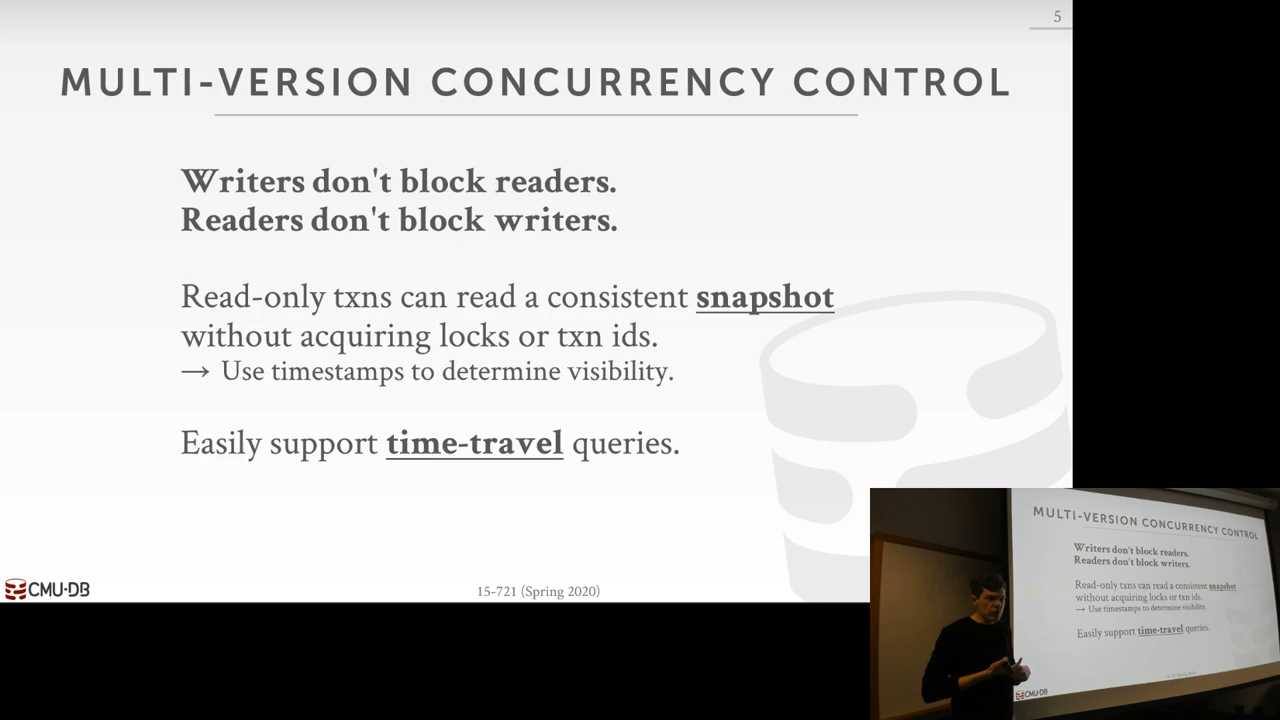 5
MULTI-VERSION CONCURRENCY CONTROL
Writers don't block readers.
Readers don't block writers.
Read-only txns can read a consistent snapshot
without acquiring locks or txn ids.
→ Use timestamps to determine visibility.
Easily support time-travel queries.
CMU·DB
15-721 (Spring 2020)
MULTI-VERSION CONCURRENCY CONTROL
Writers don't block readers.
Readers don't block writers.
Read-only txns can read a consistent snapshot
without acquiring locks or txn ids.
→ Use timestamps to determine visibility.
Easily support time-travel queries.
CMU·DB